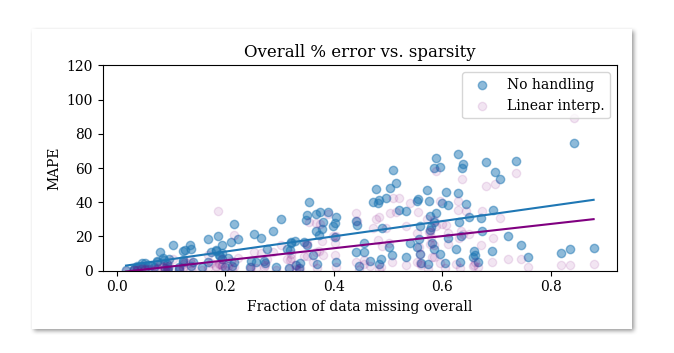 Overall % error vs. sparsity
120
100
80
60
40
20
0
MAPE
No handling
Linear interp.
0.0 0.2 0.4 0.6 0.8
Fraction of data missing overall